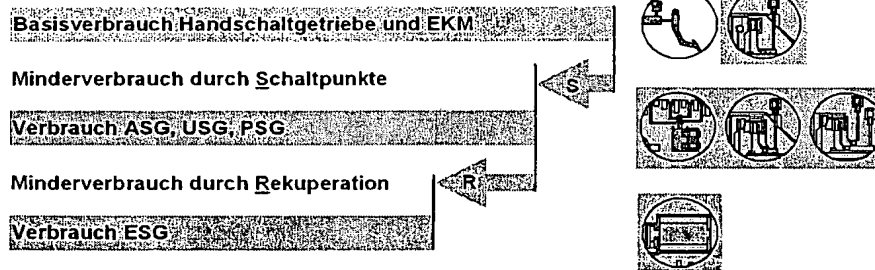 Basisverbrauch Handschaltgetriebe und EKM
Minderverbrauch durch Schaltpunkte
S
Verbrauch ASG, USG, PSG
Minderverbrauch durch Rekuperation
R
Verbrauch ESG